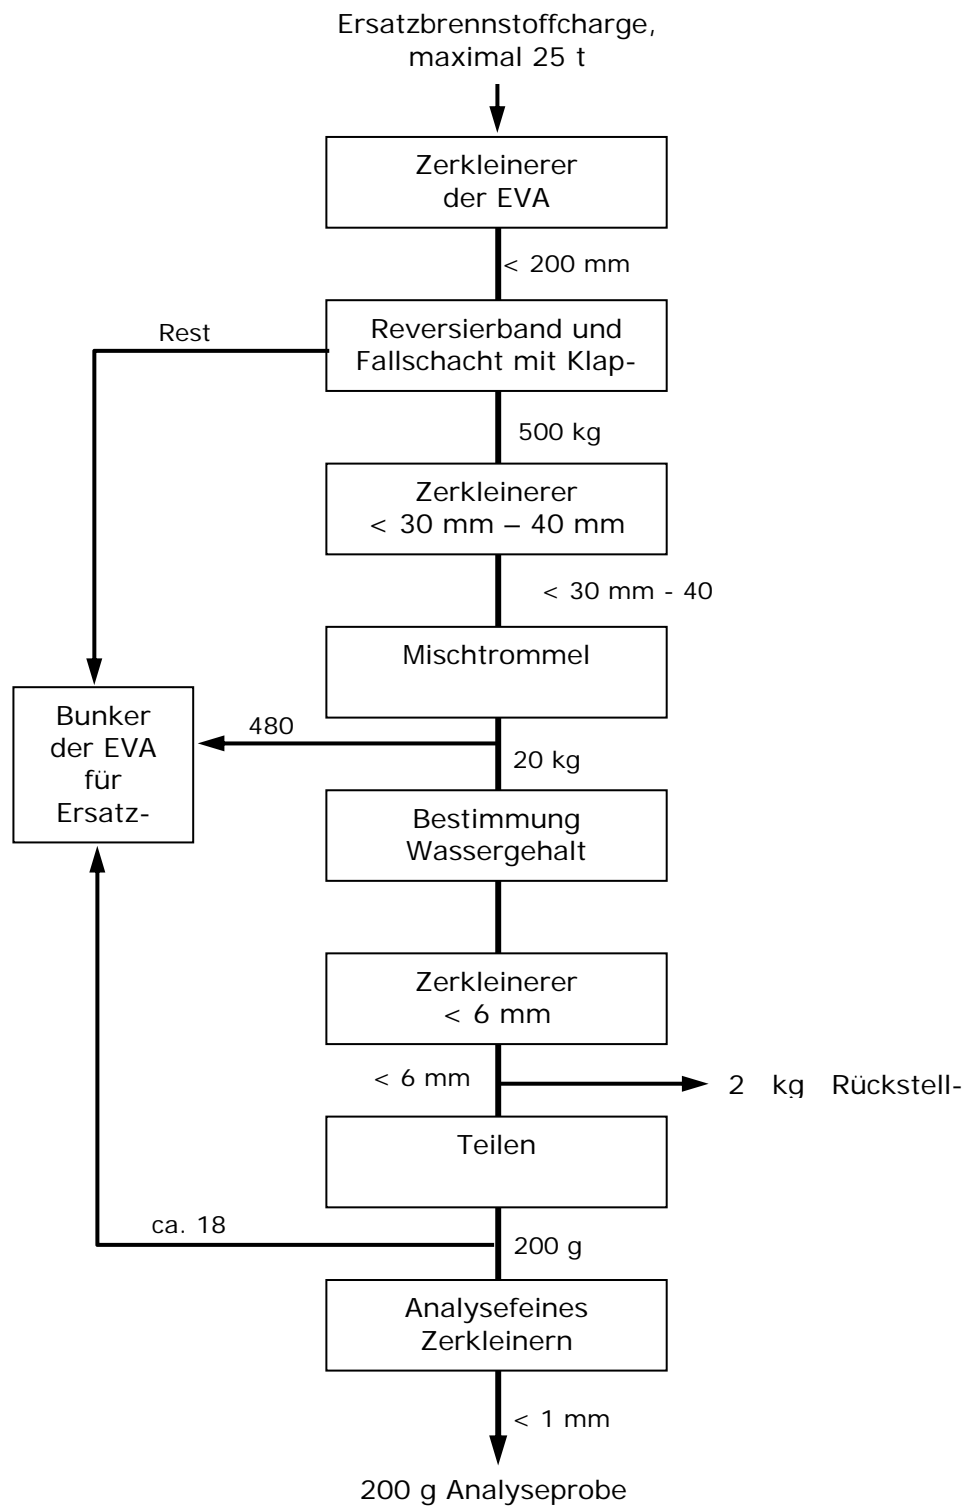 Ersatzbrennstoffcharge,
maximal 25 t
Zerkleinerer
der EVA
< 200 mm
Rest
Reversierband und
Fallschacht mit Klap-
500 kg
Zerkleinerer
< 30 mm – 40 mm
< 30 mm - 40
Mischtrommel
Bunker
der EVA
für
Ersatz-
480
20 kg
Bestimmung
Wassergehalt
Zerkleinerer
< 6 mm
< 6 mm
2 kg Rückstell-
Teilen
ca. 18
200 g
Analysefeines
Zerkleinern
< 1 mm
200 g Analyseprobe